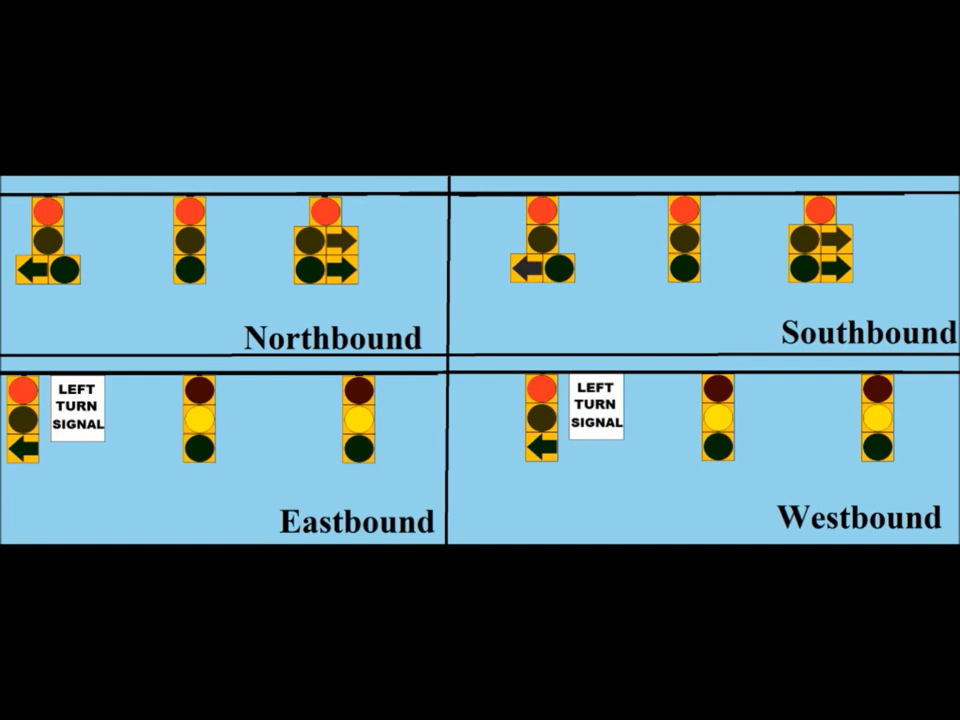 Northbound
Southbound
LEFT
TURN
SIGNAL
Eastbound
LEFT
TURN
SIGNAL
Westbound